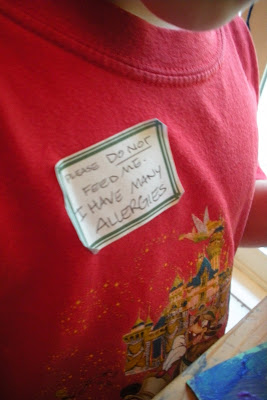 PLEASE DO NOT
FEED ME.
I HAVE MANY
ALLERGIES